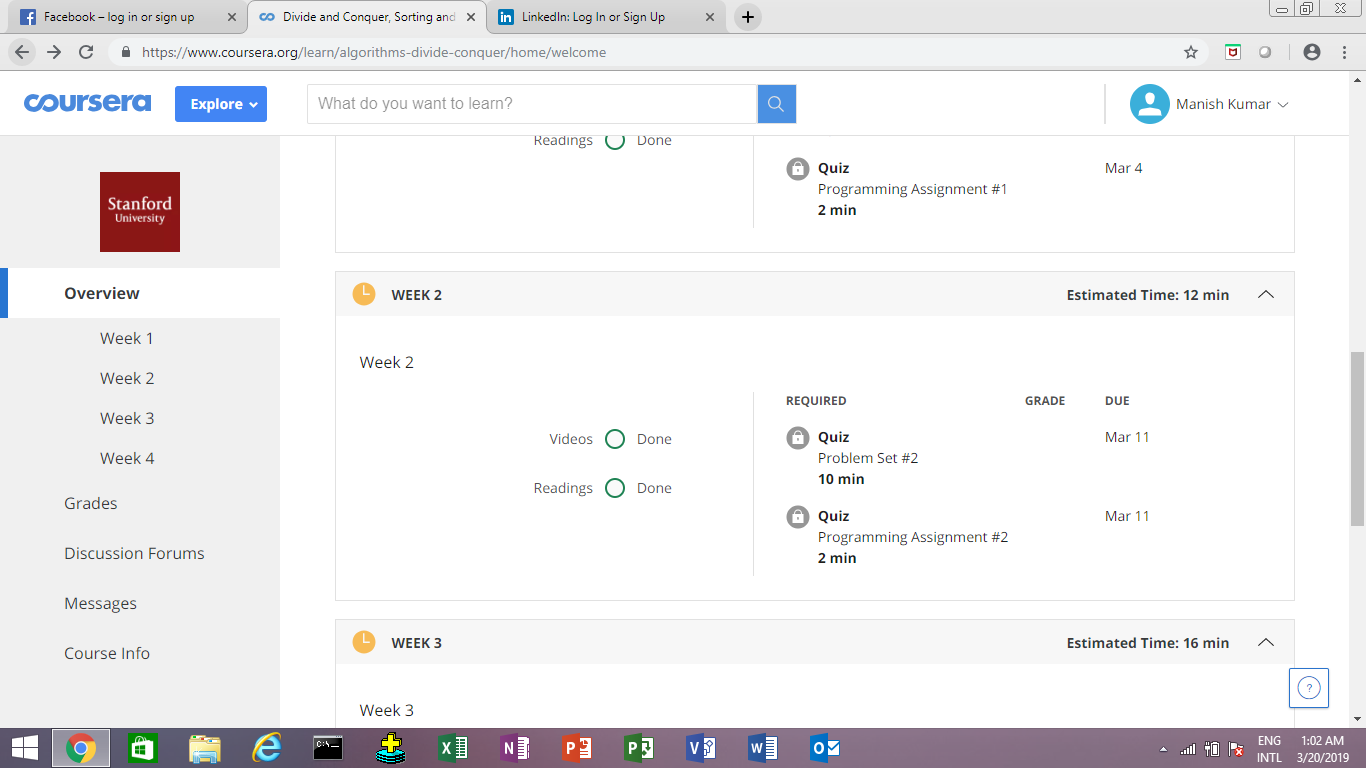 Facebook – log in or sign up
Divide and Conquer, Sorting and
LinkedIn: Log In or Sign Up
https://www.coursera.org/learn/algorithms-divide-conquer/home/welcome
coursera
Explore
What do you want to learn?
Manish Kumar
Stanford
University
Overview
Week 1
Week 2
Week 3
Week 4
Grades
Discussion Forums
Messages
Course Info
Readings Done
Quiz Mar 4
Programming Assignment #1
2 min
WEEK 2 Estimated Time: 12 min
Week 2
REQUIRED GRADE DUE
Videos Done
Readings Done
Quiz Mar 11
Problem Set #2
10 min
Quiz Mar 11
Programming Assignment #2
2 min
WEEK 3 Estimated Time: 16 min
Week 3
?
ENG 1:02 AM
INTL 3/20/2019